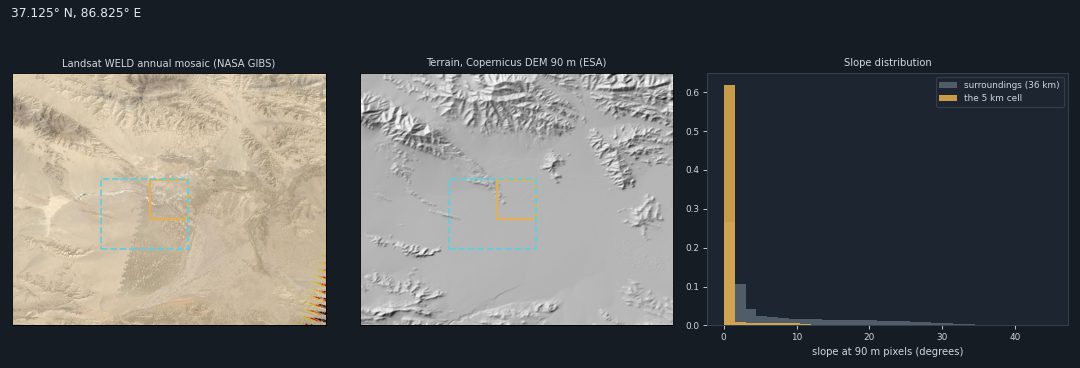 37.125° N, 86.825° E
Landsat WELD annual mosaic (NASA GIBS)
Terrain, Copernicus DEM 90 m (ESA)
Slope distribution
surroundings (36 km)
the 5 km cell
0.6
0.5
0.4
0.3
0.2
0.1
0.0
0 10 20 30 40
slope at 90 m pixels (degrees)